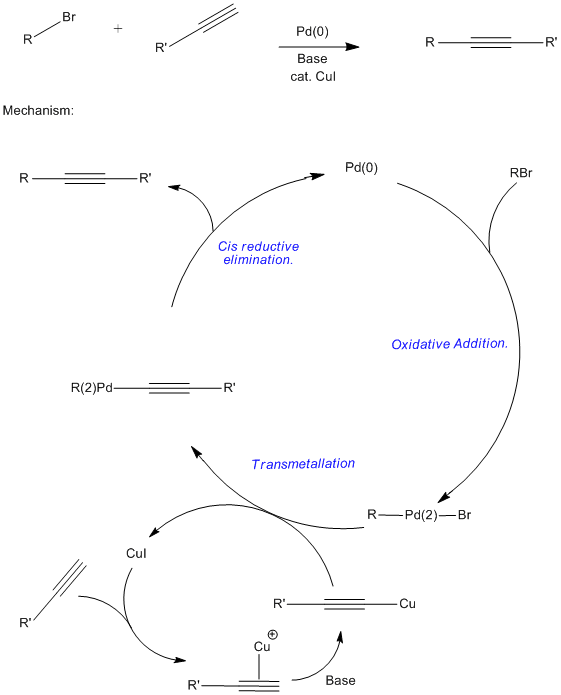 Br
R
+
R'
Pd(0)
Base
cat. CuI
R
R'
Mechanism:
R
R'
Pd(0)
RBr
Cis reductive
elimination.
Oxidative Addition.
R(2)Pd
R'
Transmetallation
R
Pd(2)
Br
CuI
R'
R'
Cu
Cu
⊕
R'
Base